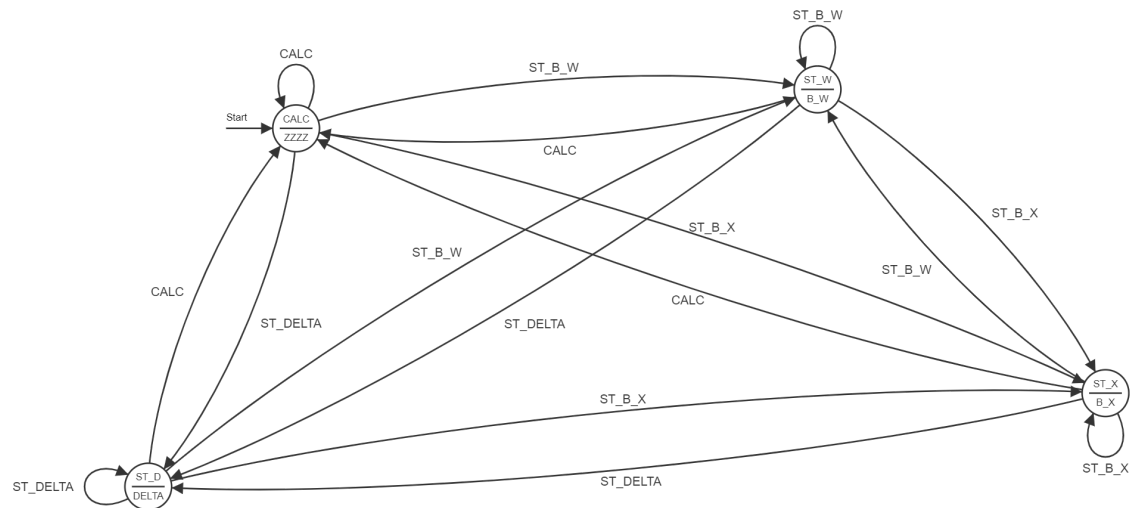 ST_B_W
CALC
ST_B_W
ST_W
B_W
Start
CALC
ZZZZ
CALC
ST_B_X
ST_B_X
ST_B_W
ST_B_W
CALC
CALC
ST_DELTA
ST_DELTA
ST_X
B_X
ST_B_X
ST_B_X
ST_D
DELTA
ST_DELTA
ST_DELTA